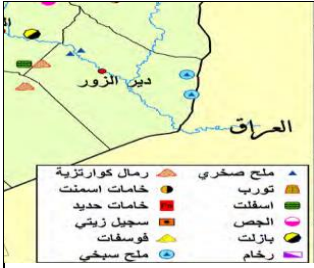 دير الزور
العراق
ملح صخري
رمال كوارتزية
تورب
خامات اسمنت
اسفلت
خامات حديد
الجص
سجيل زيتي
بازلت
فوسفات
رخام
ملح سبخي